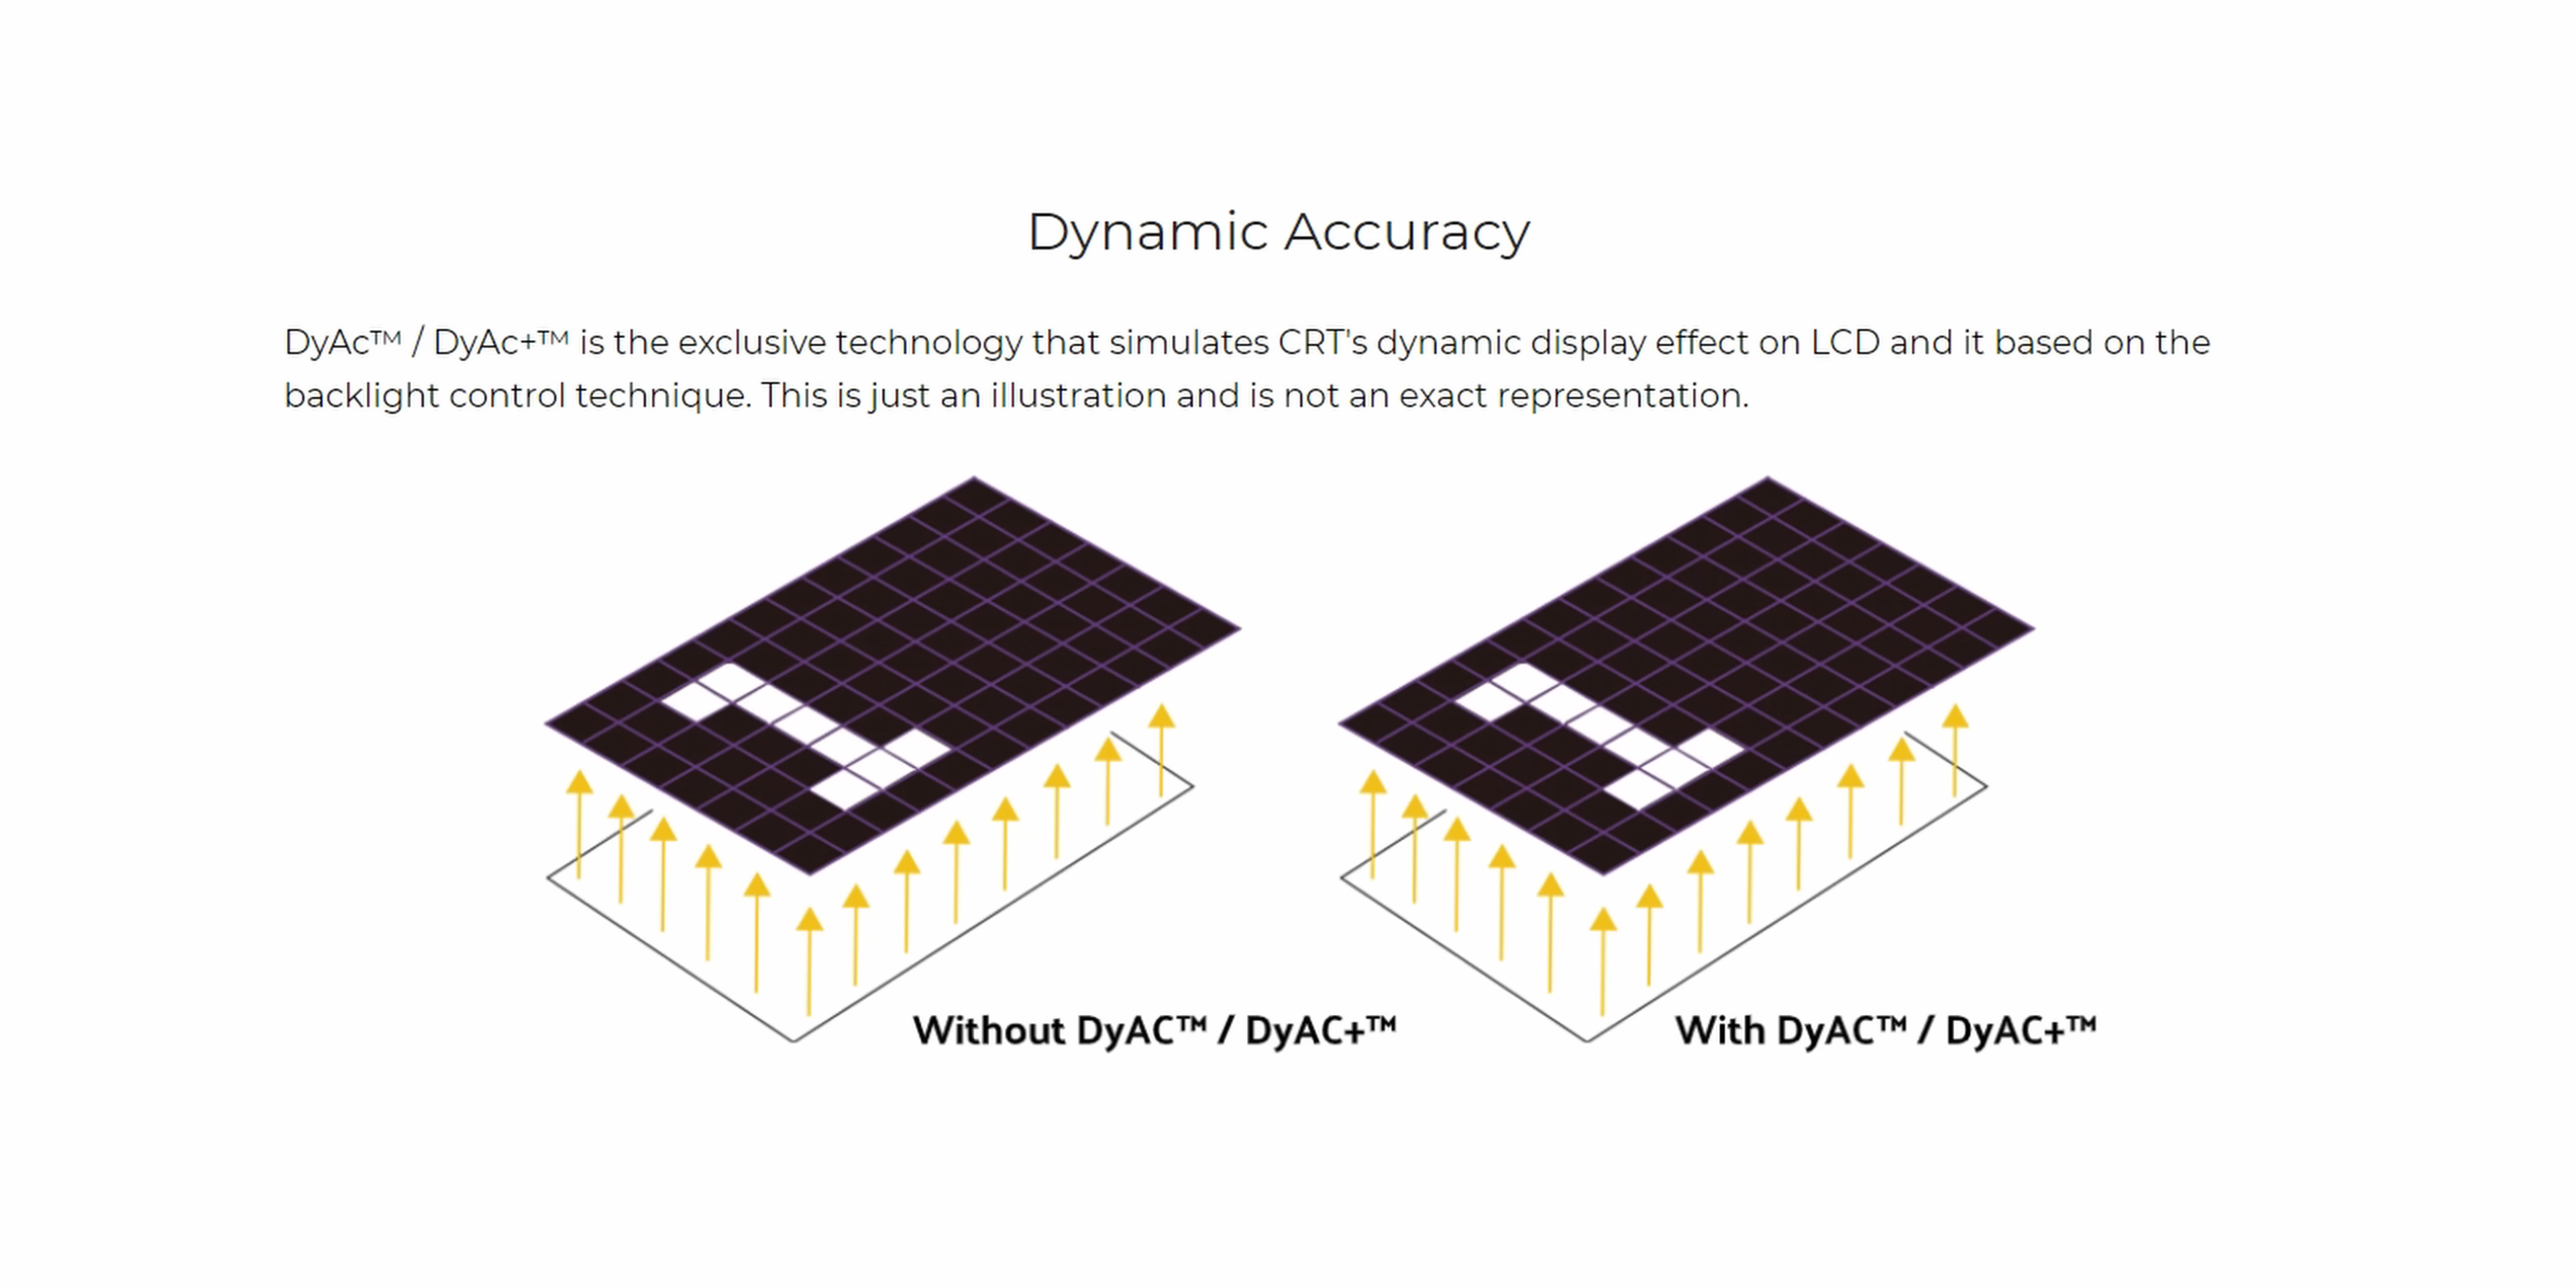 Dynamic Accuracy
DyAc™ / DyAc+™ is the exclusive technology that simulates CRT's dynamic display effect on LCD and it based on the
backlight control technique. This is just an illustration and is not an exact representation.
Without DyAC™ / DyAC+™
With DyAC™ / DyAC+™